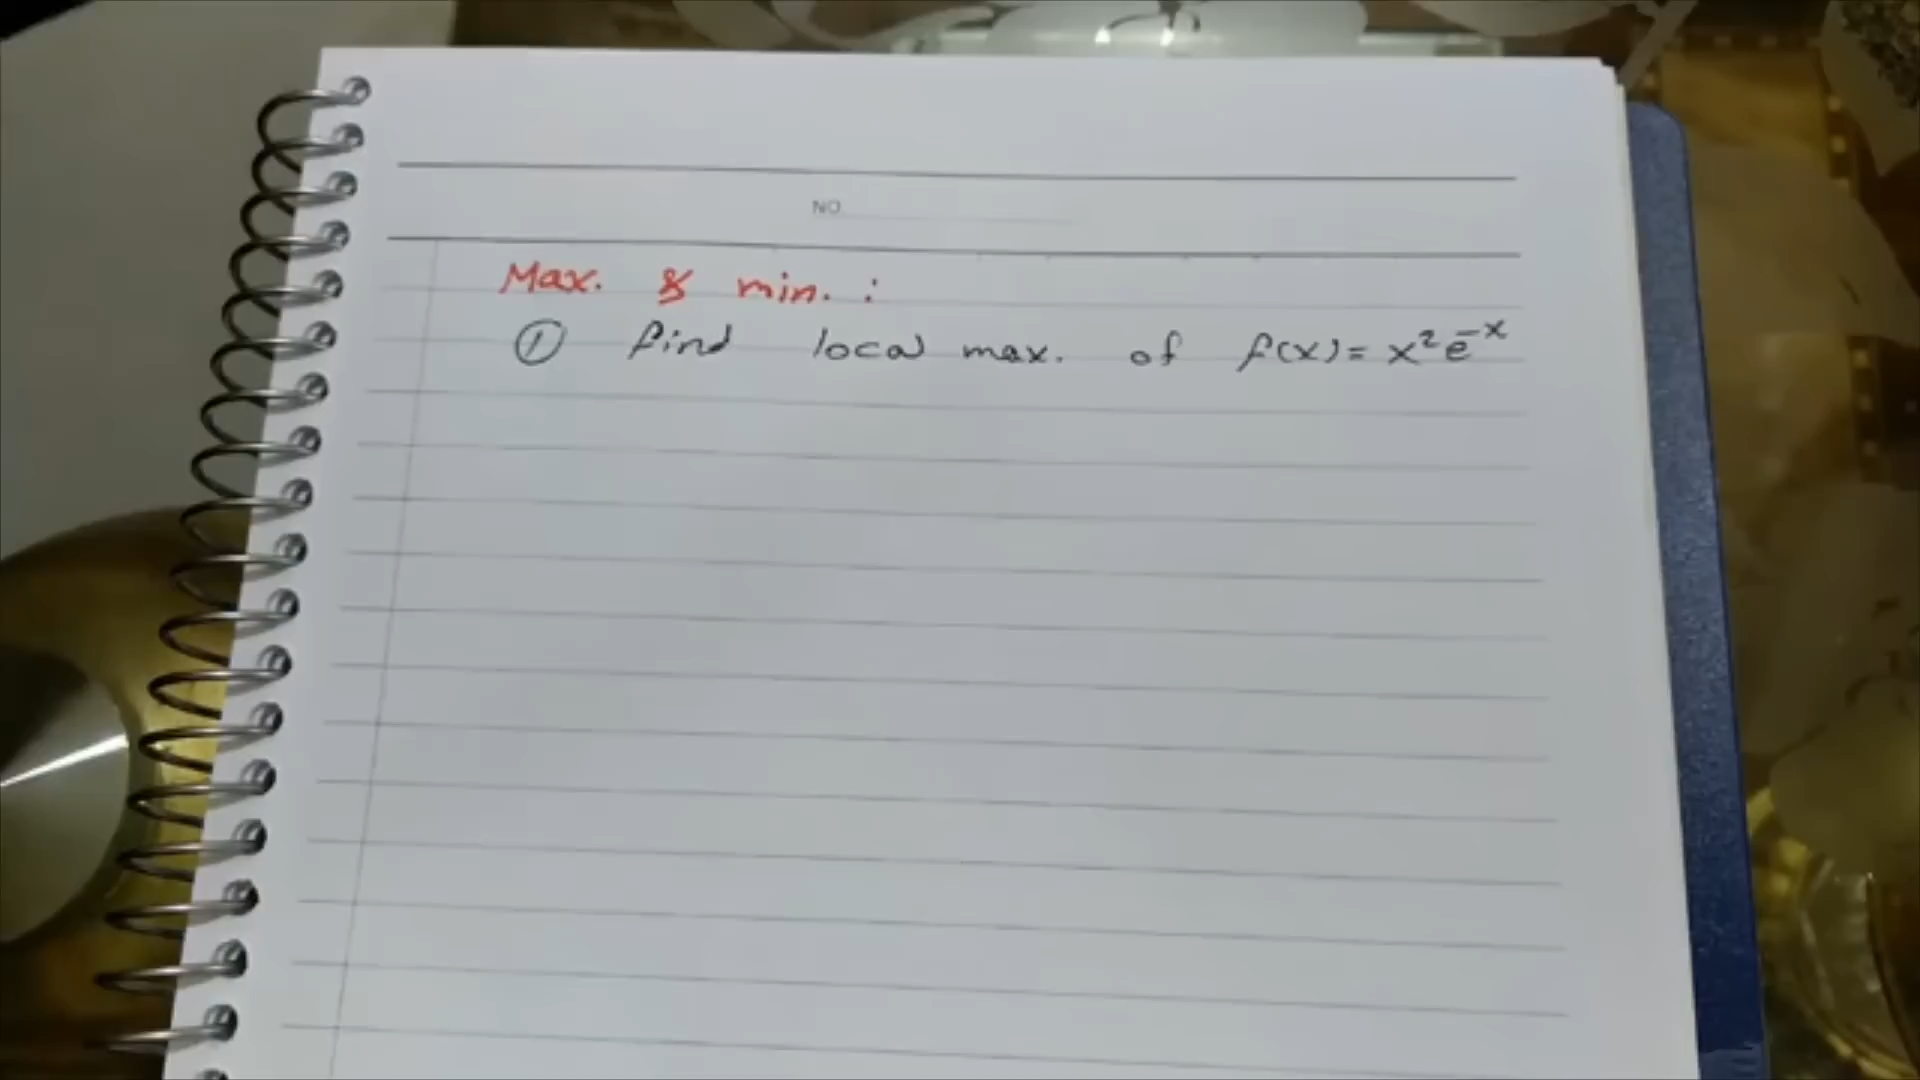 NO
Max. & min. :
① find local max. of f(x) = x²e⁻ˣ